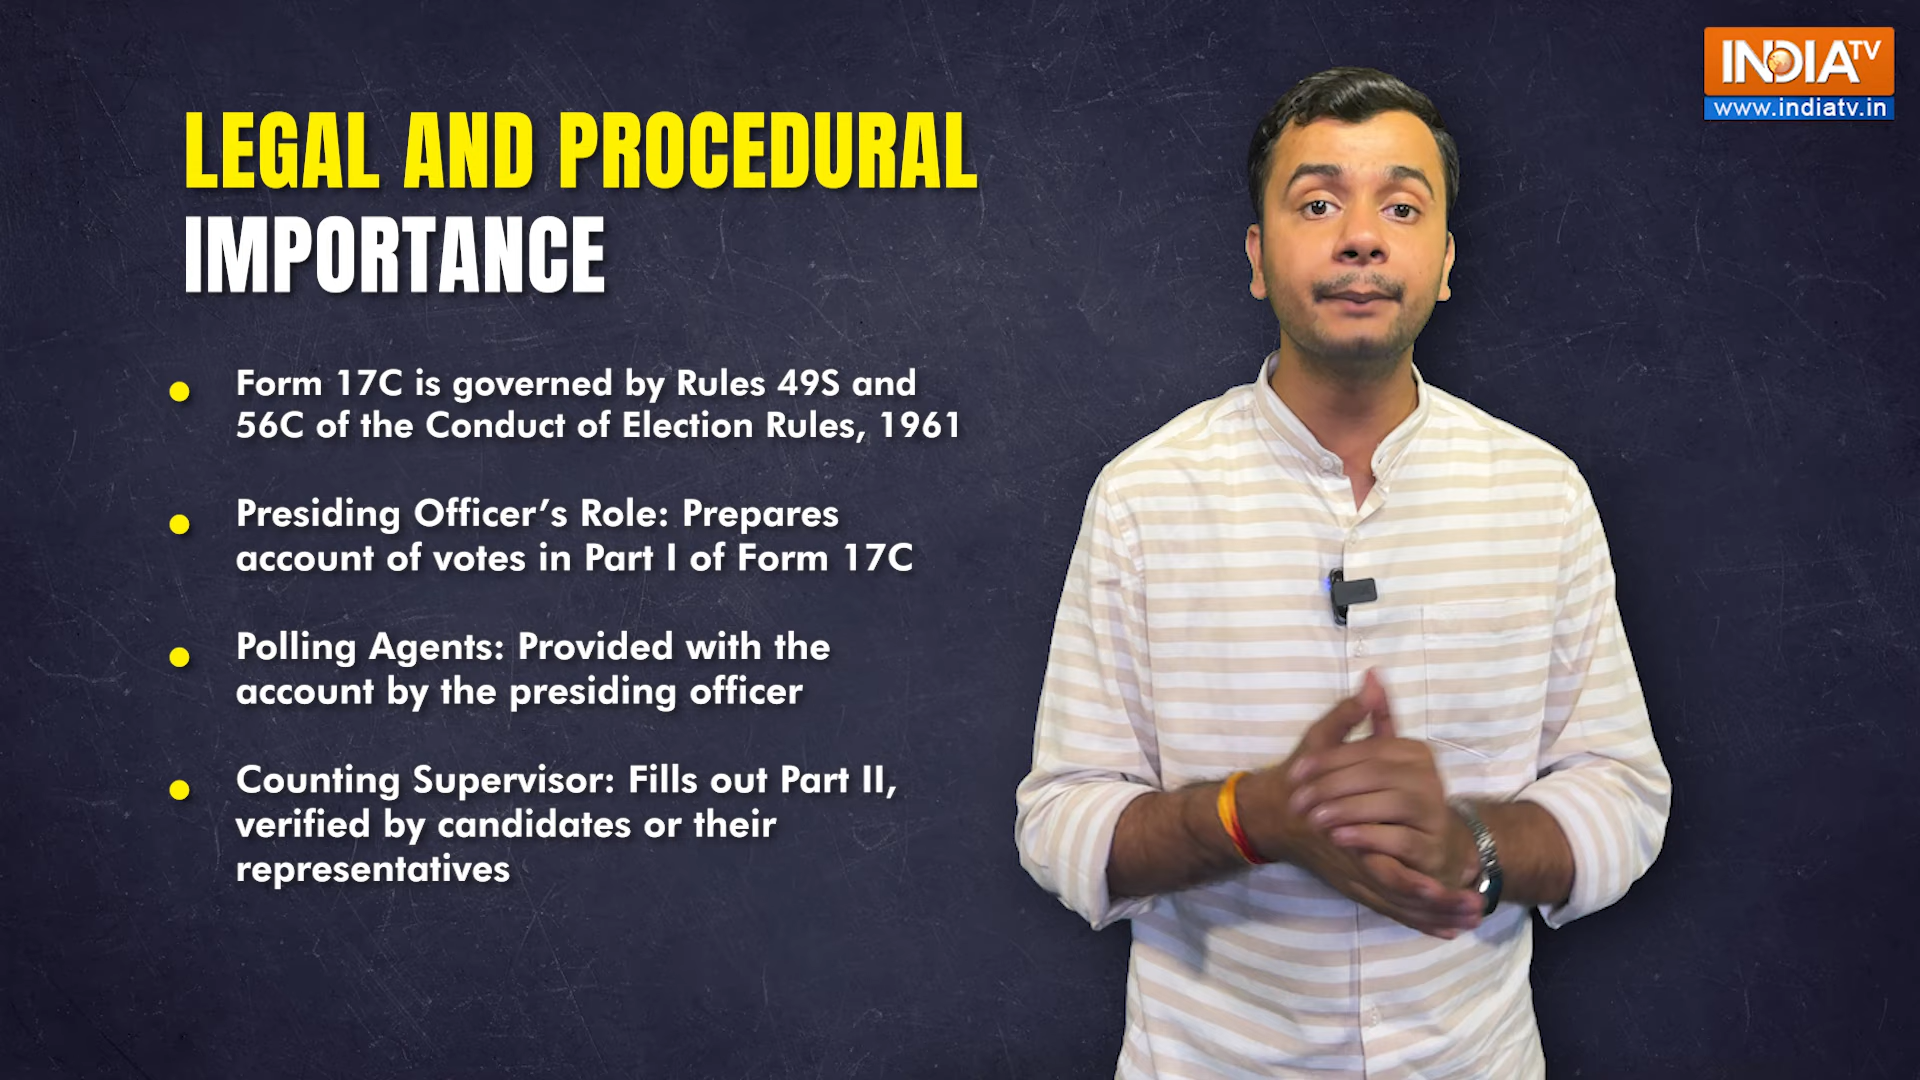 INDIA TV
www.indiatv.in
LEGAL AND PROCEDURAL
IMPORTANCE
Form 17C is governed by Rules 49S and
56C of the Conduct of Election Rules, 1961
Presiding Officer’s Role: Prepares
account of votes in Part I of Form 17C
Polling Agents: Provided with the
account by the presiding officer
Counting Supervisor: Fills out Part II,
verified by candidates or their
representatives